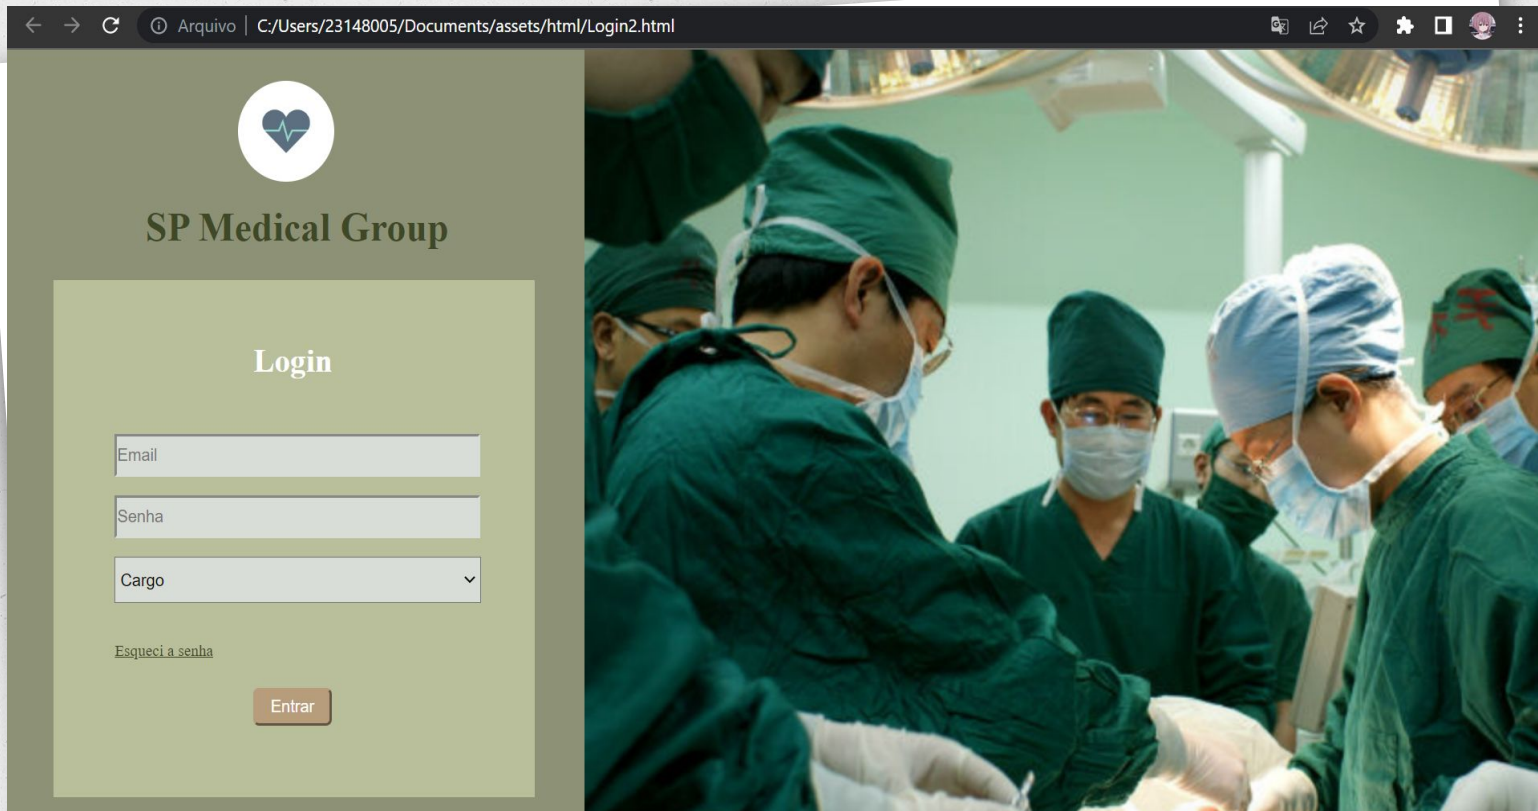 Arquivo | C:/Users/23148005/Documents/assets/html/Login2.html
SP Medical Group
Login
Email
Senha
Cargo
Esqueci a senha
Entrar